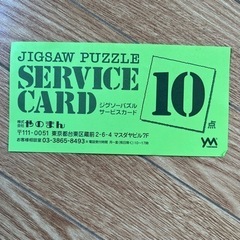 JIGSAW PUZZLE
SERVICE
CARD
ジグソーパズル
サービスカード
10
点
株式会社 やのまん
〒111-0051 東京都台東区蔵前2-6-4 マスダヤビル7F
お客様相談室 03-3865-8493